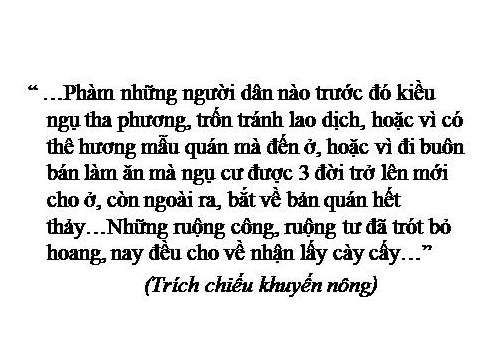 “ …Phàm những người dân nào trước đó kiều
ngụ tha phương, trốn tránh lao dịch, hoặc vì có
thê hương mẫu quán mà đến ở, hoặc vì đi buôn
bán làm ăn mà ngụ cư được 3 đời trở lên mới
cho ở, còn ngoài ra, bắt về bản quán hết
thảy…Những ruộng công, ruộng tư đã trót bỏ
hoang, nay đều cho về nhận lấy cày cấy…”
(Trích chiếu khuyến nông)